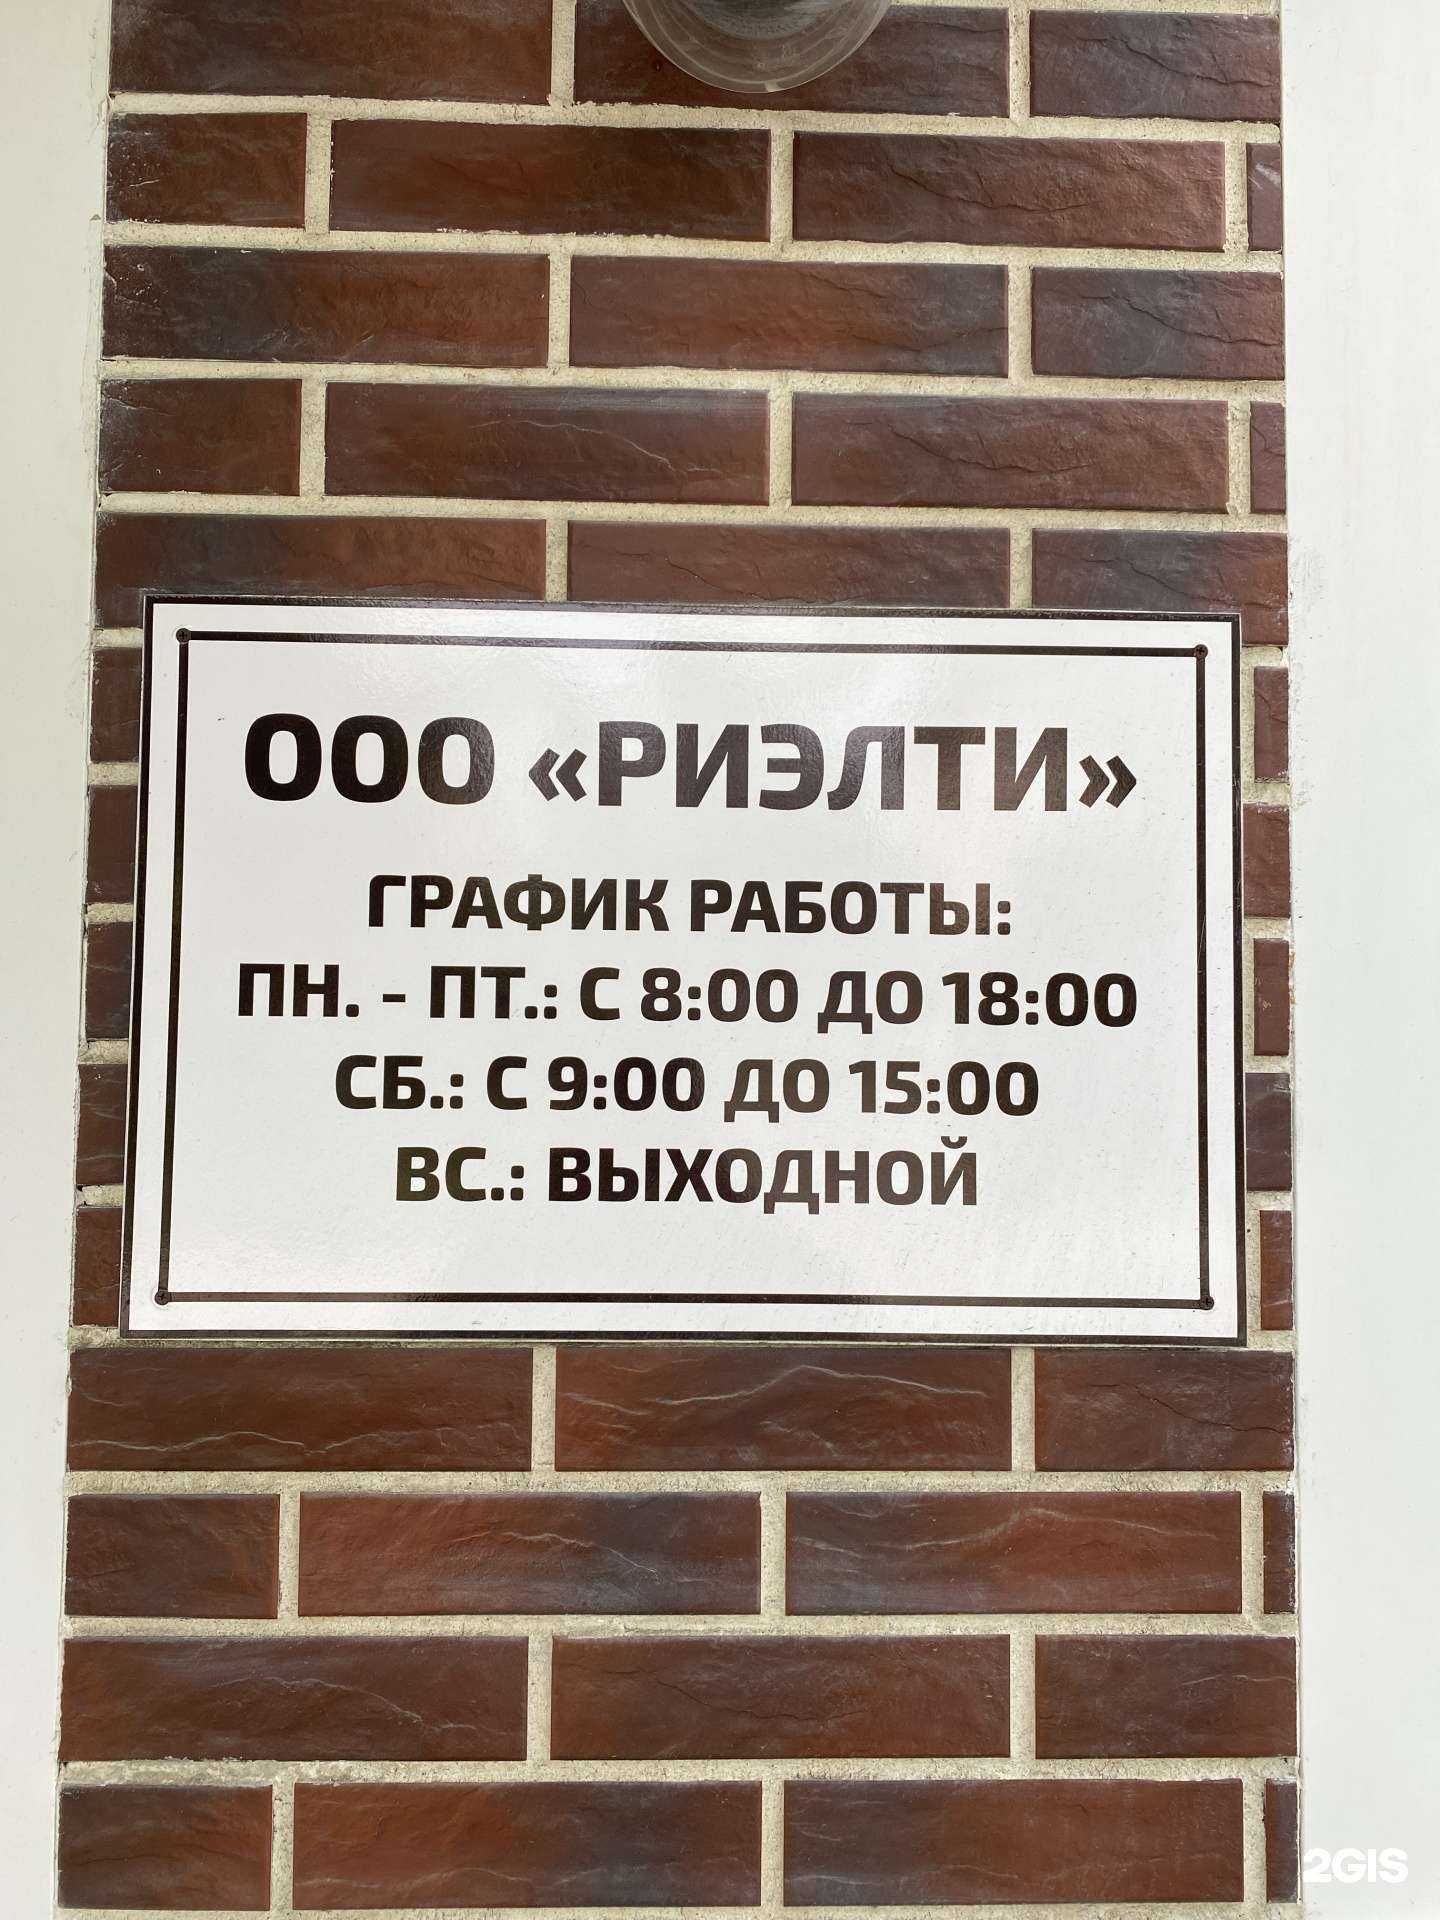 ООО «РИЭЛТИ»
ГРАФИК РАБОТЫ:
ПН. - ПТ.: С 8:00 ДО 18:00
СБ.: С 9:00 ДО 15:00
ВС.: ВЫХОДНОЙ
2GIS